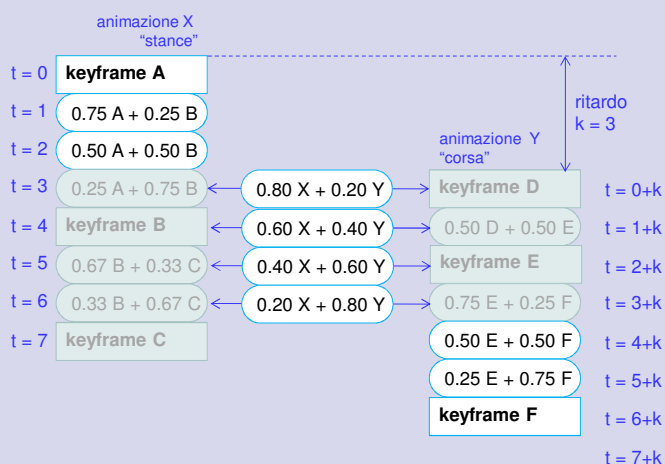 animazione X
“stance”
t = 0 keyframe A
t = 1 0.75 A + 0.25 B
t = 2 0.50 A + 0.50 B
ritardo
k = 3
animazione Y
“corsa”
t = 3 0.25 A + 0.75 B 0.80 X + 0.20 Y keyframe D t = 0+k
t = 4 keyframe B 0.60 X + 0.40 Y 0.50 D + 0.50 E t = 1+k
t = 5 0.67 B + 0.33 C 0.40 X + 0.60 Y keyframe E t = 2+k
t = 6 0.33 B + 0.67 C 0.20 X + 0.80 Y 0.75 E + 0.25 F t = 3+k
t = 7 keyframe C 0.50 E + 0.50 F t = 4+k
0.25 E + 0.75 F t = 5+k
keyframe F t = 6+k
t = 7+k